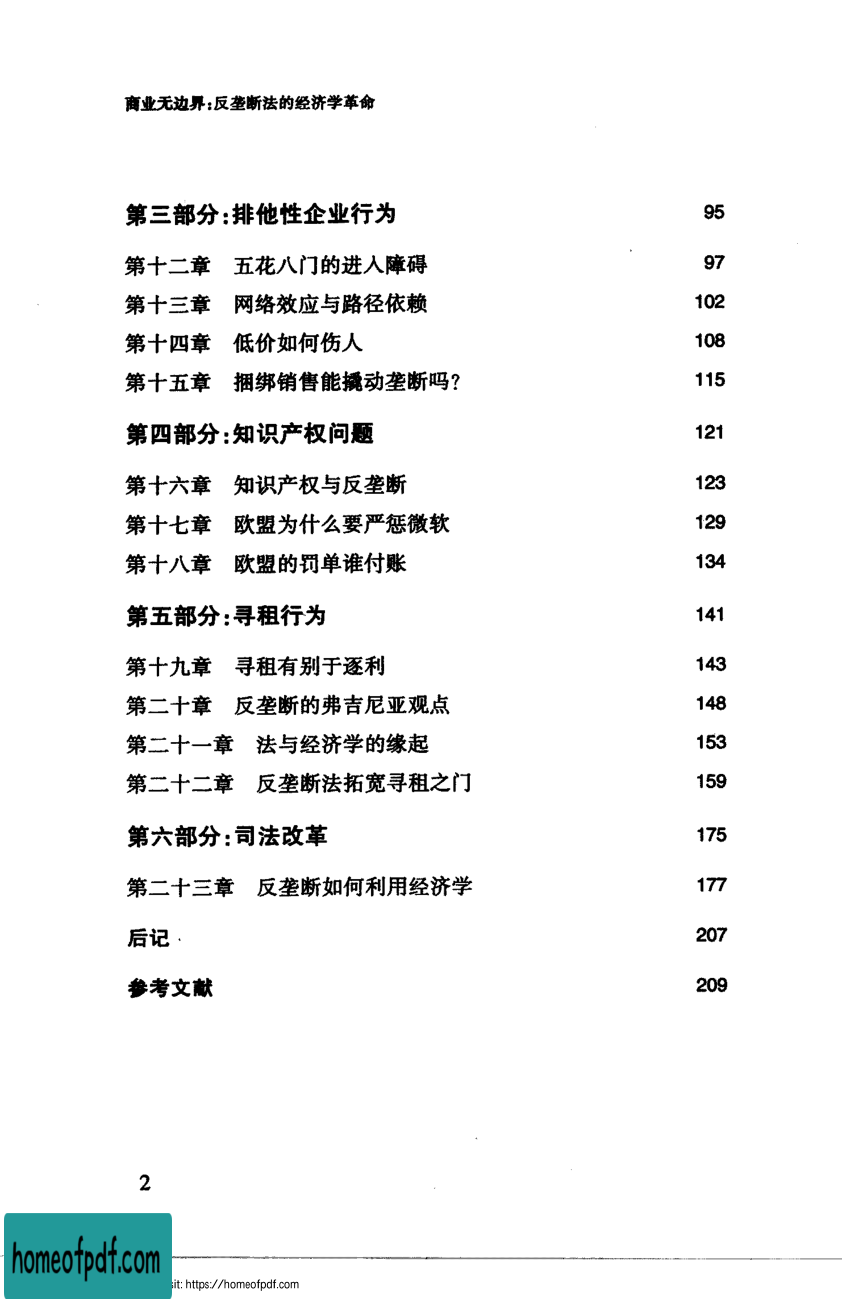 商业无边界:反垄断法的经济学革命
第三部分:排他性企业行为 95
第十二章 五花八门的进入障碍 97
第十三章 网络效应与路径依赖 102
第十四章 低价如何伤人 108
第十五章 捆绑销售能撬动垄断吗? 115
第四部分:知识产权问题 121
第十六章 知识产权与反垄断 123
第十七章 欧盟为什么要严惩微软 129
第十八章 欧盟的罚单谁付账 134
第五部分:寻租行为 141
第十九章 寻租有别于逐利 143
第二十章 反垄断的弗吉尼亚观点 148
第二十一章 法与经济学的缘起 153
第二十二章 反垄断法拓宽寻租之门 159
第六部分:司法改革 175
第二十三章 反垄断如何利用经济学 177
后记 207
参考文献 209
2
homeofpdf.com
sit: https://homeofpdf.com